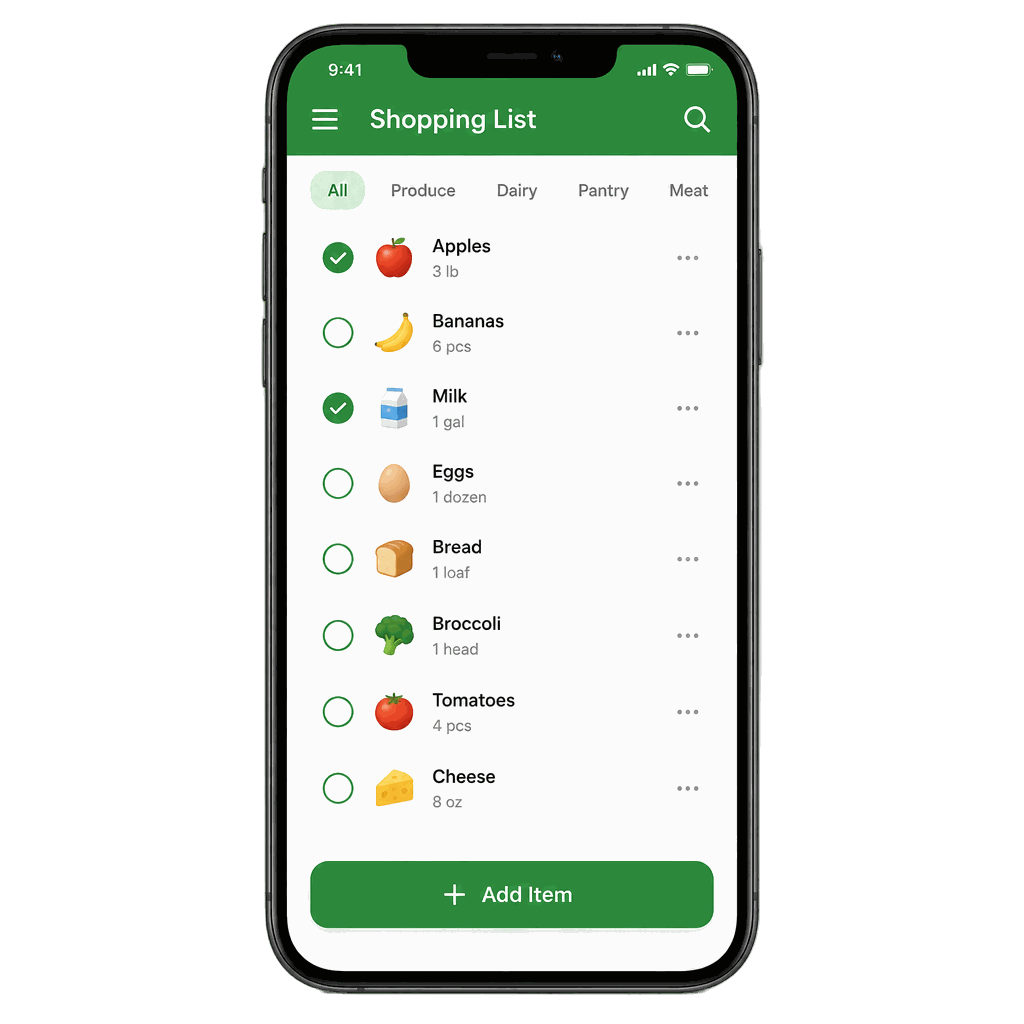 9:41
Shopping List
All Produce Dairy Pantry Meat
Apples
3 lb
Bananas
6 pcs
Milk
1 gal
Eggs
1 dozen
Bread
1 loaf
Broccoli
1 head
Tomatoes
4 pcs
Cheese
8 oz
Add Item